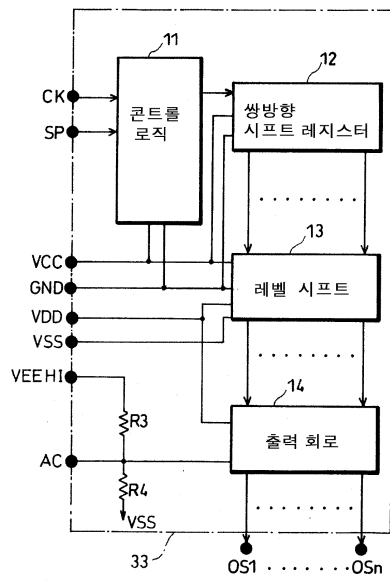 11
12
CK
SP
콘트롤
로직
쌍방향
시프트 레지스터
13
VCC
GND
VDD
VSS
레벨 시프트
VEEHI
14
R3
출력 회로
AC
R4
VSS
33
OS1 ........ OSn